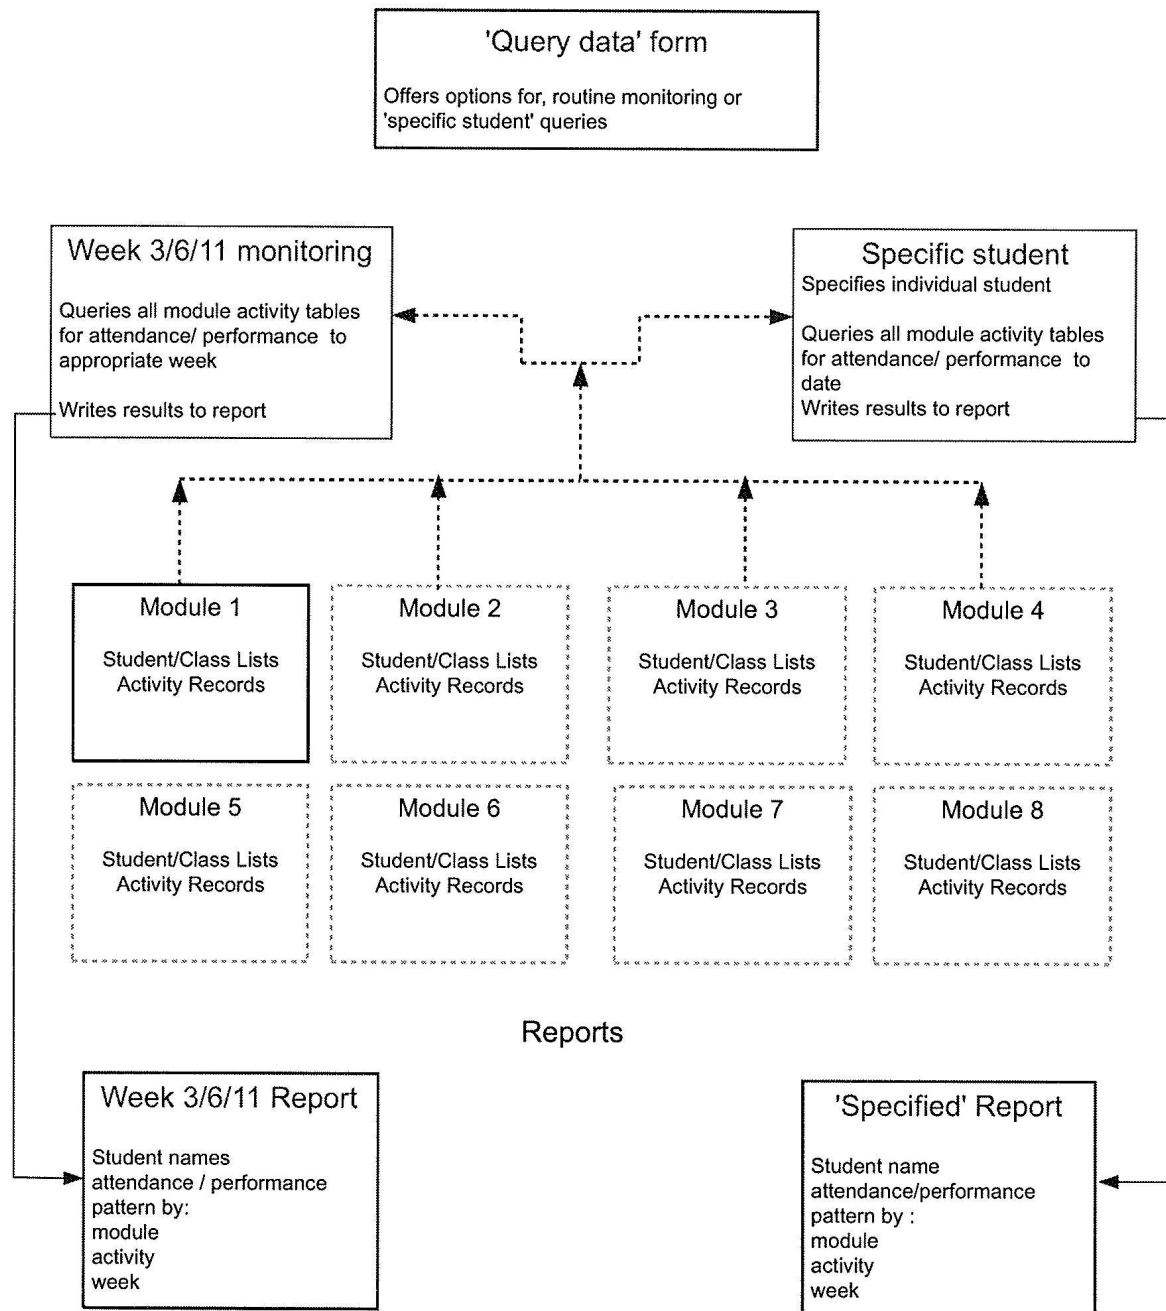 'Query data' form
Offers options for, routine monitoring or
'specific student' queries
Week 3/6/11 monitoring
Queries all module activity tables
for attendance/ performance to
appropriate week
Writes results to report
Specific student
Specifies individual student
Queries all module activity tables
for attendance/ performance to
date
Writes results to report
Module 1
Student/Class Lists
Activity Records
Module 2
Student/Class Lists
Activity Records
Module 3
Student/Class Lists
Activity Records
Module 4
Student/Class Lists
Activity Records
Module 5
Student/Class Lists
Activity Records
Module 6
Student/Class Lists
Activity Records
Module 7
Student/Class Lists
Activity Records
Module 8
Student/Class Lists
Activity Records
Reports
Week 3/6/11 Report
Student names
attendance / performance
pattern by:
module
activity
week
'Specified' Report
Student name
attendance/performance
pattern by :
module
activity
week